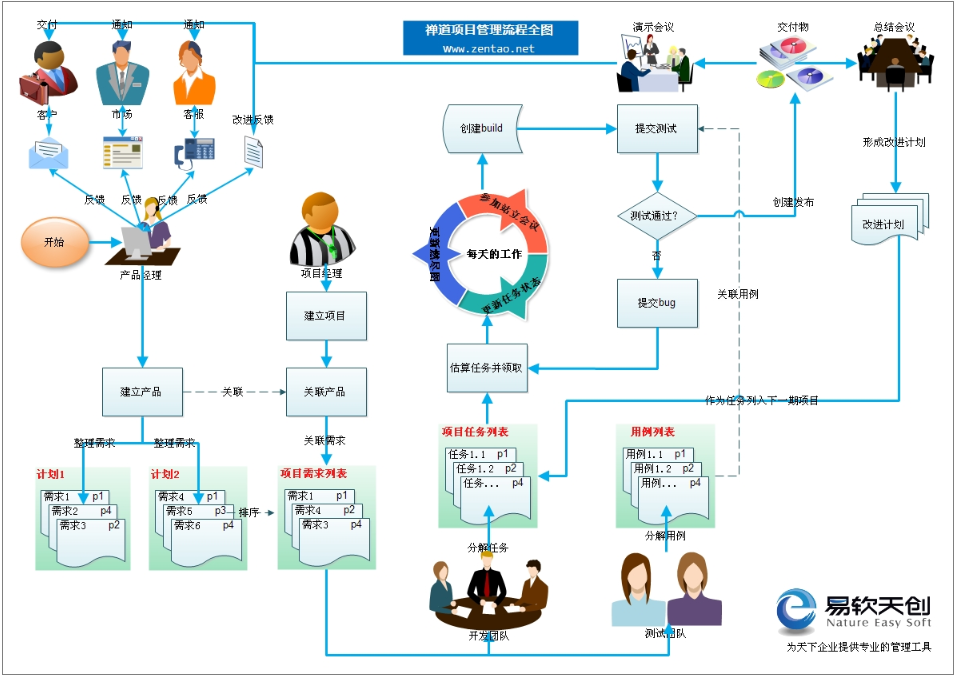 禅道项目管理流程全图
www.zentao.net
交付
通知
通知
演示会议
交付物
总结会议
客户
市场
客服
改进反馈
创建build
提交测试
形成改进计划
反馈
反馈
反馈
反馈
开始
产品经理
项目经理
参加站立会议
更新燃尽图
每天的工作
更新任务状态
测试通过?
创建发布
改进计划
否
建立项目
提交bug
关联用例
估算任务并领取
建立产品
关联
关联产品
作为任务列入下一期项目
整理需求
整理需求
关联需求
项目任务列表
用例列表
计划1
计划2
项目需求列表
任务1.1 p1
任务1.2 p2
任务... p4
用例1.1 p1
用例1.2 p2
用例... p4
需求1 p1
需求2 p4
需求3 p2
需求4 p1
需求5 p3
需求6 p4
排序
需求1 p1
需求4 p2
需求3 p4
分解任务
分解用例
开发团队
测试团队
易软天创
Nature Easy Soft
为天下企业提供专业的管理工具